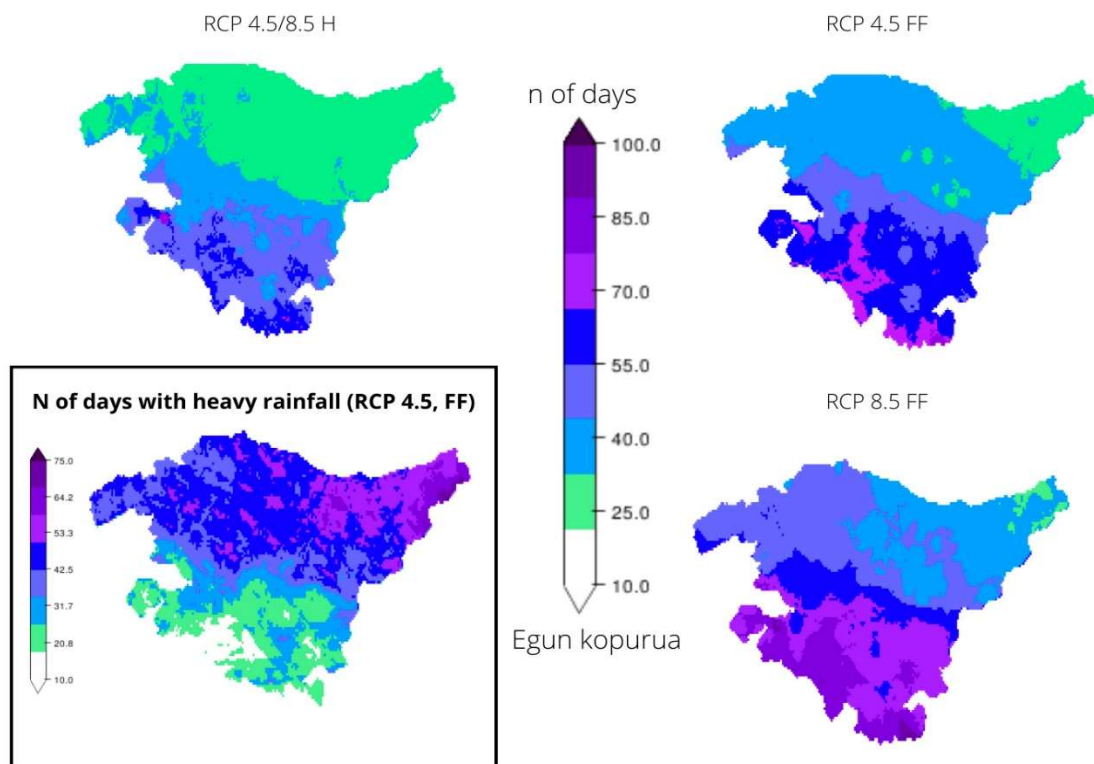 RCP 4.5/8.5 H
RCP 4.5 FF
n of days
100.0
85.0
70.0
55.0
40.0
25.0
10.0
Egun kopurua
N of days with heavy rainfall (RCP 4.5, FF)
75.0
64.2
53.3
42.5
31.7
20.8
10.0
RCP 8.5 FF